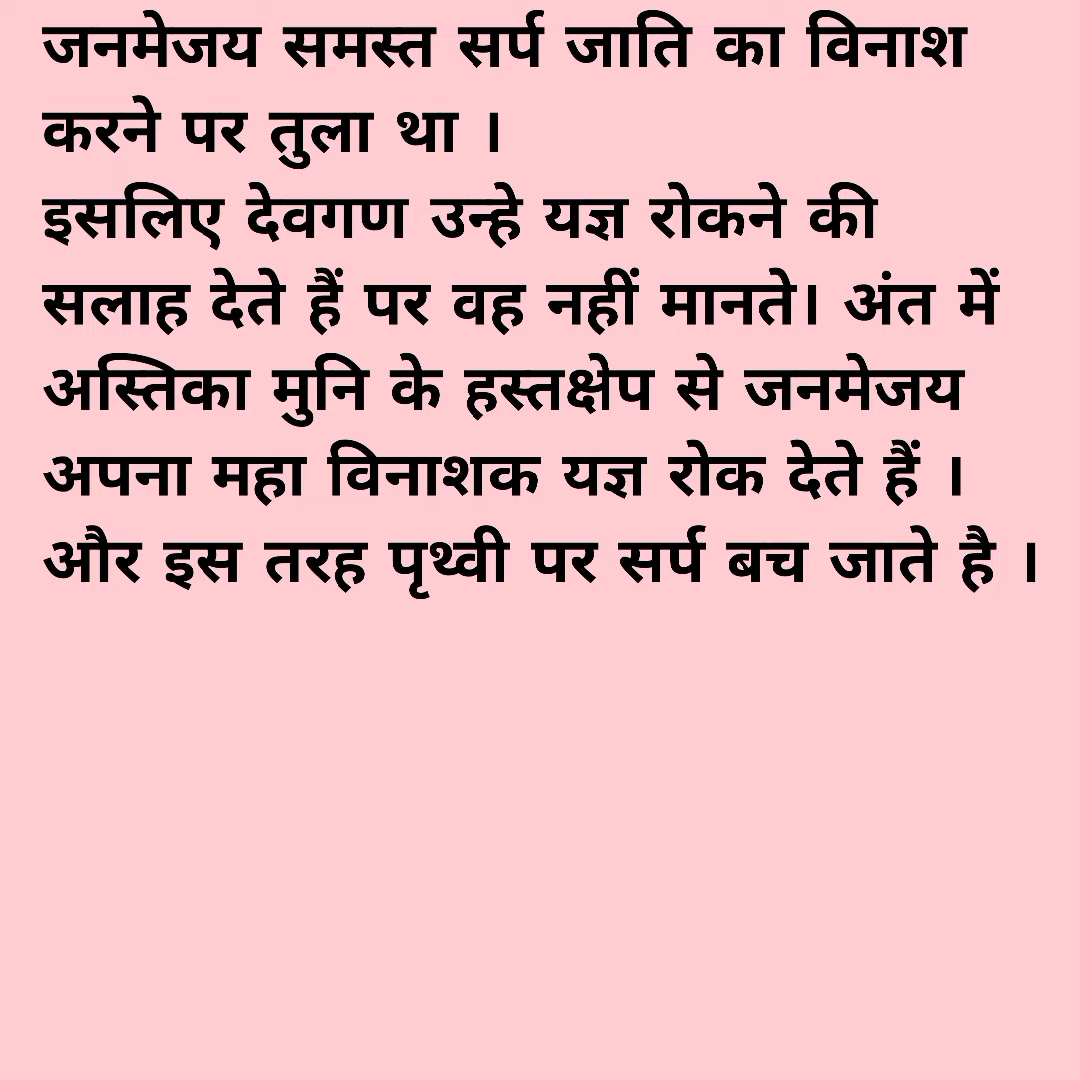 जनमेजय समस्त सर्प जाति का विनाश
करने पर तुला था ।
इसलिए देवगण उन्हे यज्ञ रोकने की
सलाह देते हैं पर वह नहीं मानते। अंत में
अस्तिका मुनि के हस्तक्षेप से जनमेजय
अपना महा विनाशक यज्ञ रोक देते हैं ।
और इस तरह पृथ्वी पर सर्प बच जाते है ।